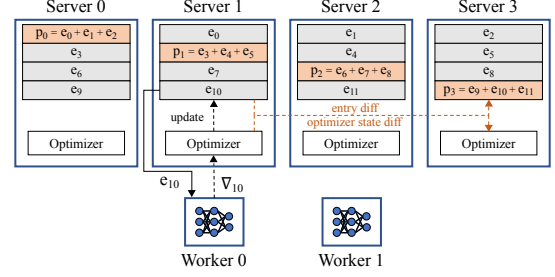 Server 0
Server 1
Server 2
Server 3
p₀ = e₀ + e₁ + e₂
e₃
e₆
e₉
Optimizer
e₀
p₁ = e₃ + e₄ + e₅
e₇
e₁₀
update
Optimizer
e₁
e₄
p₂ = e₆ + e₇ + e₈
e₁₁
Optimizer
e₂
e₅
e₈
p₃ = e₉ + e₁₀ + e₁₁
entry diff
optimizer state diff
Optimizer
e₁₀
∇₁₀
Worker 0
Worker 1